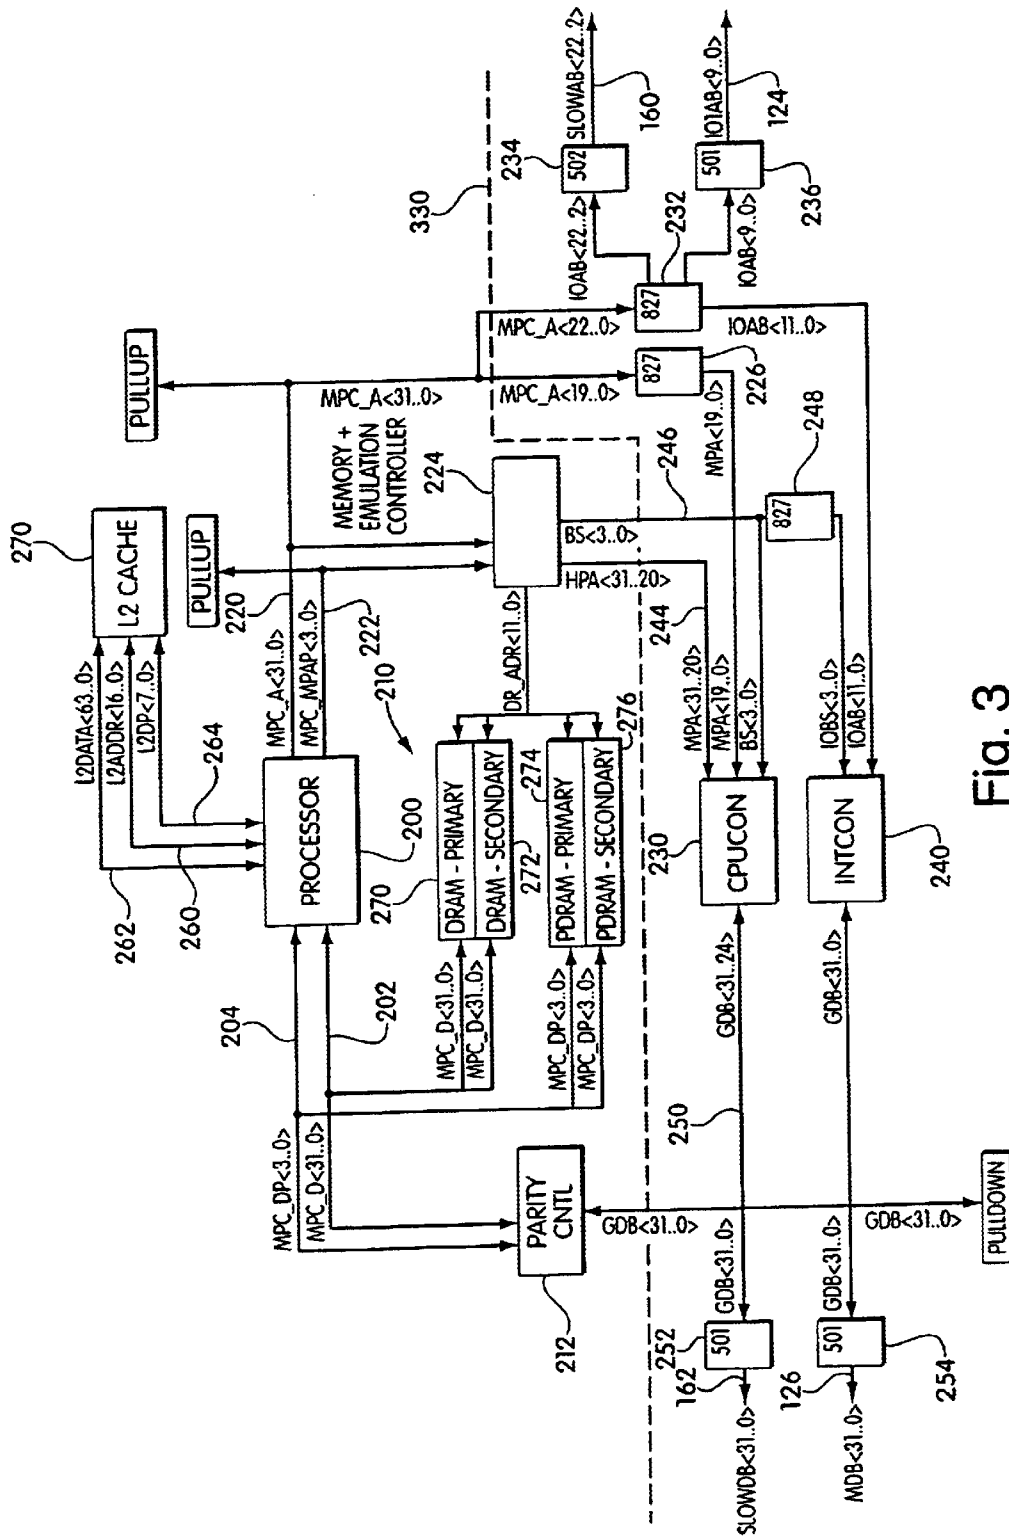 270
L2 CACHE
PULLUP
PULLUP
L2DATA<63..0>
L2ADDR<16..0>
L2DP<7..0>
262
260
264
220
222
MPC_A<31..0>
MPC_MPAP<3..0>
MPC_A<31..0>
PROCESSOR
200
204
202
210
MEMORY +
EMULATION
CONTROLLER
224
330
MPC_DP<3..0>
MPC_D<31..0>
MPC_D<31..0>
MPC_D<31..0>
MPC_DP<3..0>
MPC_DP<3..0>
270
DRAM - PRIMARY
DRAM - SECONDARY
272
274
PDRAM - PRIMARY
PDRAM - SECONDARY
276
DR_ADR<11..0>
PARITY
CNTL
212
BS<3..0>
HPA<31..20>
244
246
MPC_A<22..0>
MPC_A<19..0>
827
232
827
226
MPA<19..0>
IOAB<11..0>
IOAB<22..2>
IOAB<9..0>
234
502
SLOWAB<22..2>
160
501
236
IOIAB<9..0>
124
827
248
MPA<31..20>
MPA<19..0>
BS<3..0>
IOBS<3..0>
IOAB<11..0>
230
CPUCON
INTCON
240
GDB<31..24>
GDB<31..0>
250
GDB<31..0>
GDB<31..0>
PULLDOWN
GDB<31..0>
GDB<31..0>
252
501
162
SLOWDB<31..0>
501
254
126
MDB<31..0>
Fig. 3